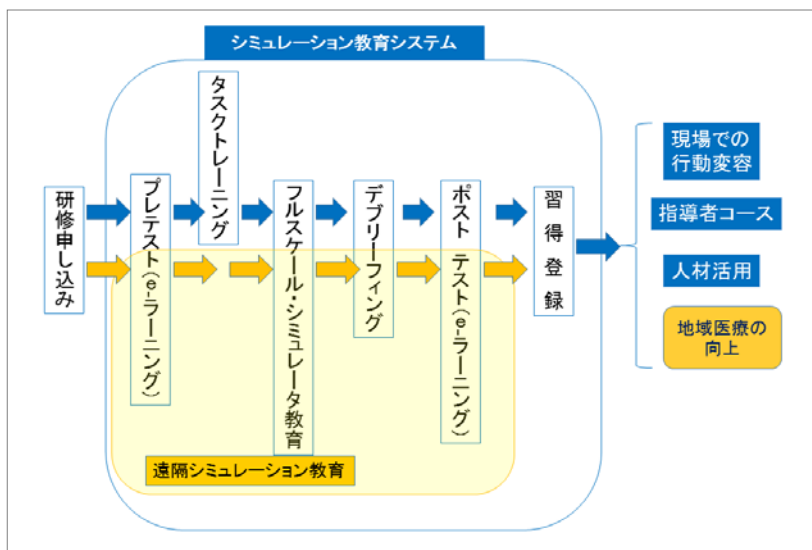 シミュレーション教育システム
研修申し込み
プレテスト(e-ラーニング)
タスクトレーニング
フルスケール・シミュレータ教育
デブリーフィング
ポスト テスト(e-ラーニング)
習得登録
現場での
行動変容
指導者コース
人材活用
地域医療の
向上
遠隔シミュレーション教育